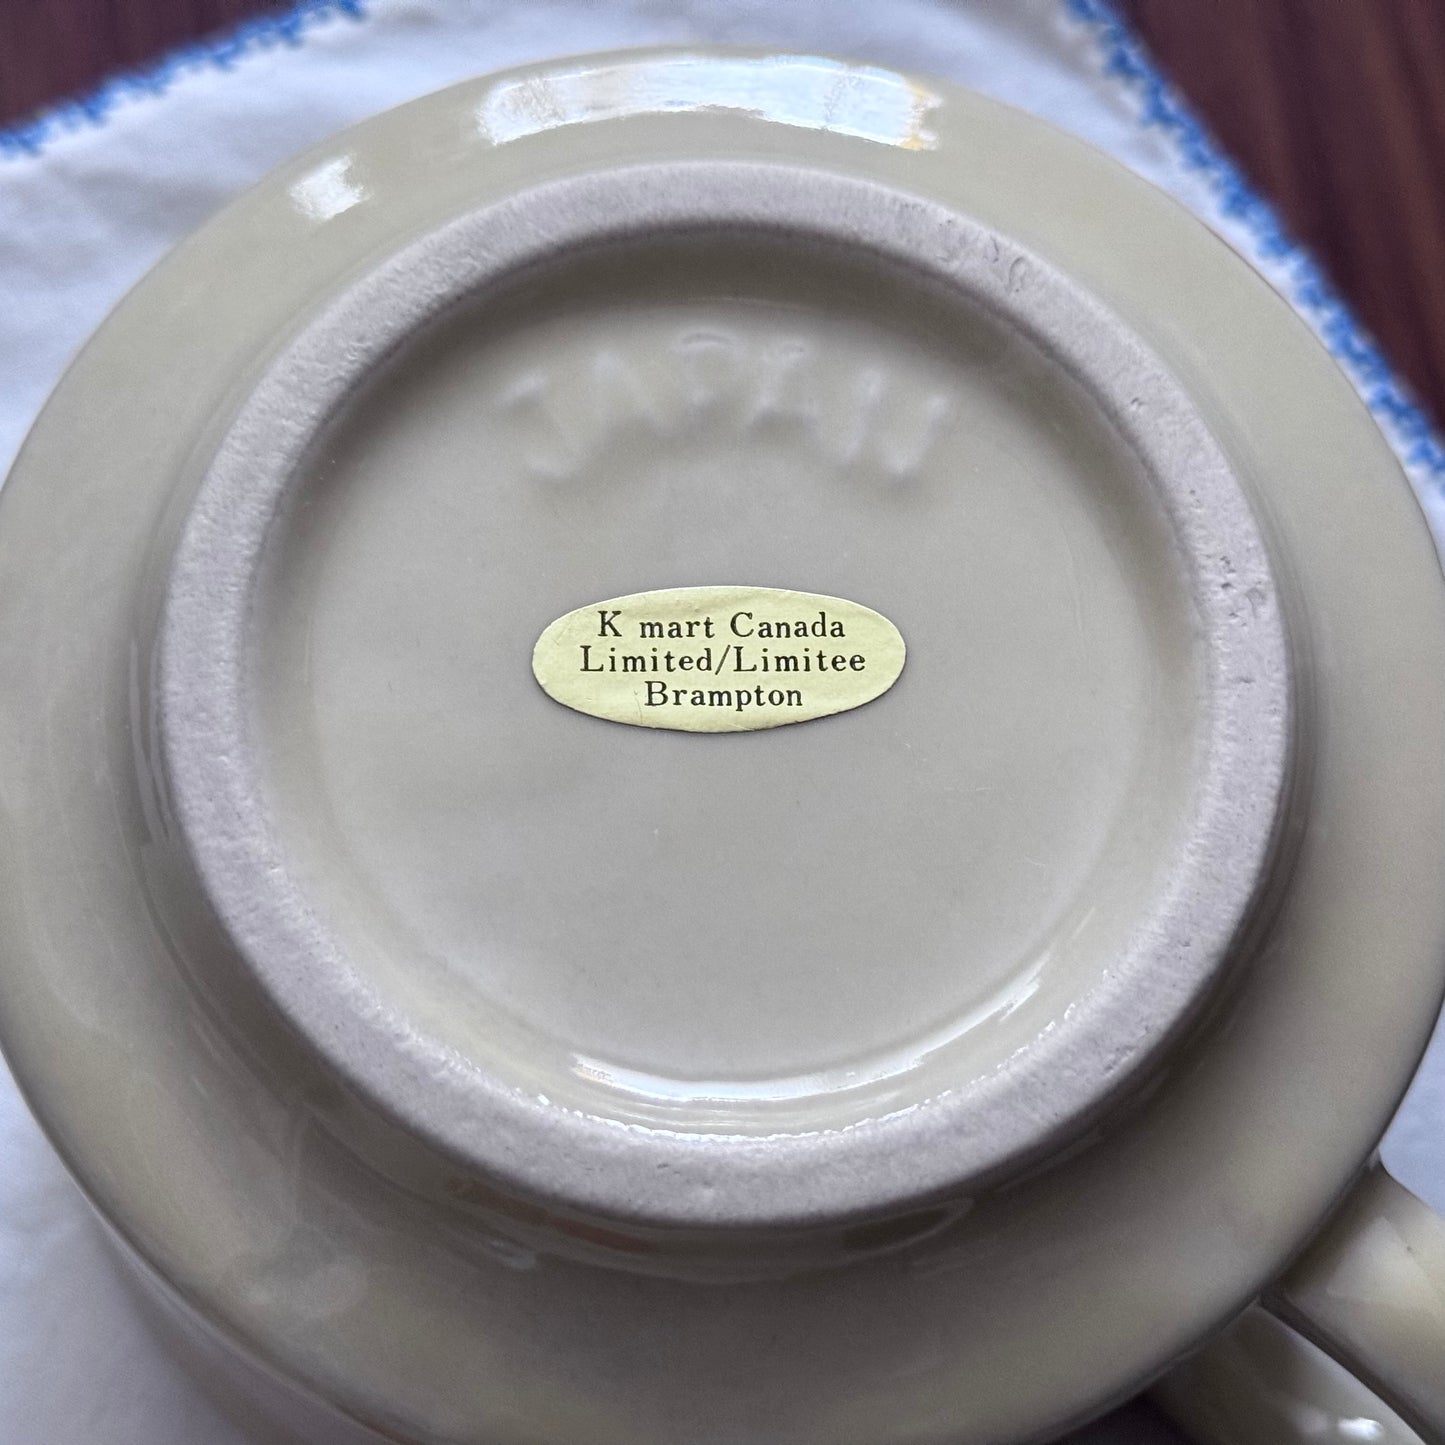 JAPAN
K mart Canada
Limited/Limitee
Brampton